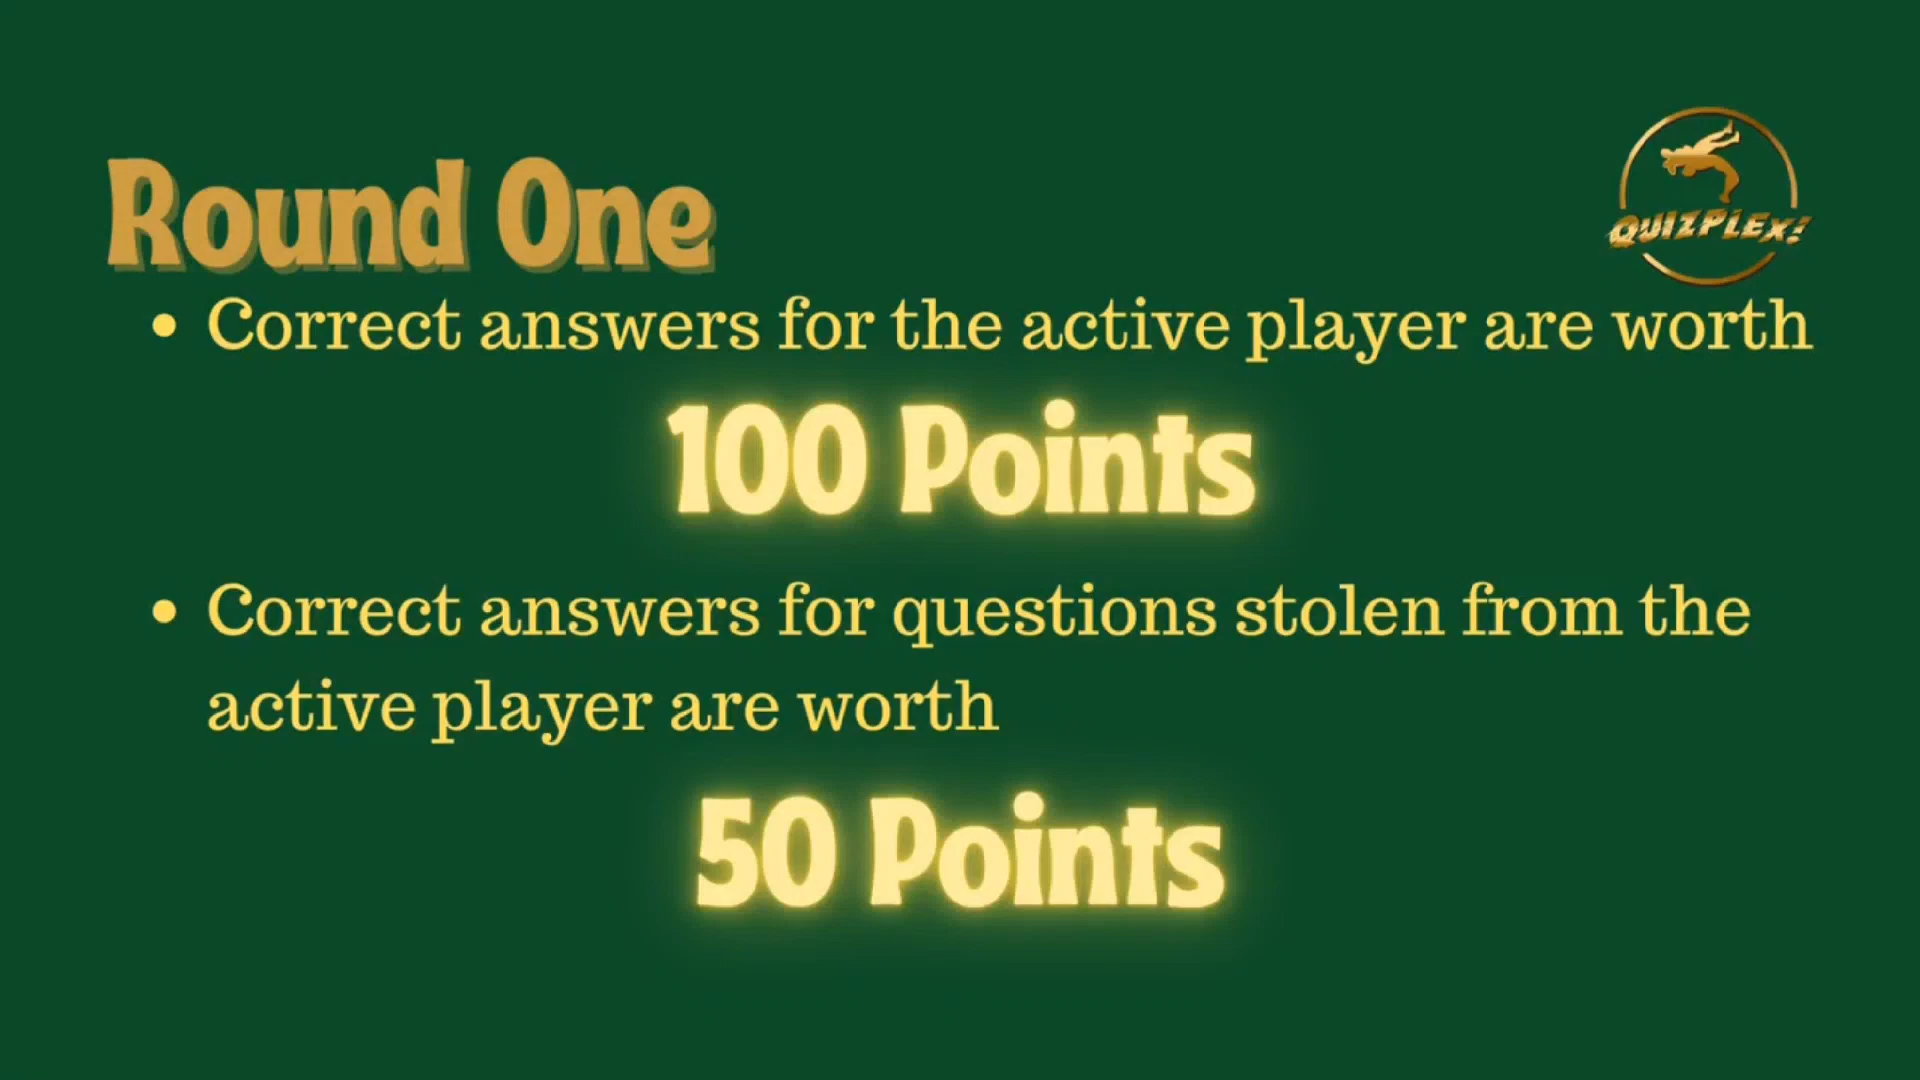 Round One
QUIZPLEX!
• Correct answers for the active player are worth
100 Points
• Correct answers for questions stolen from the
active player are worth
50 Points